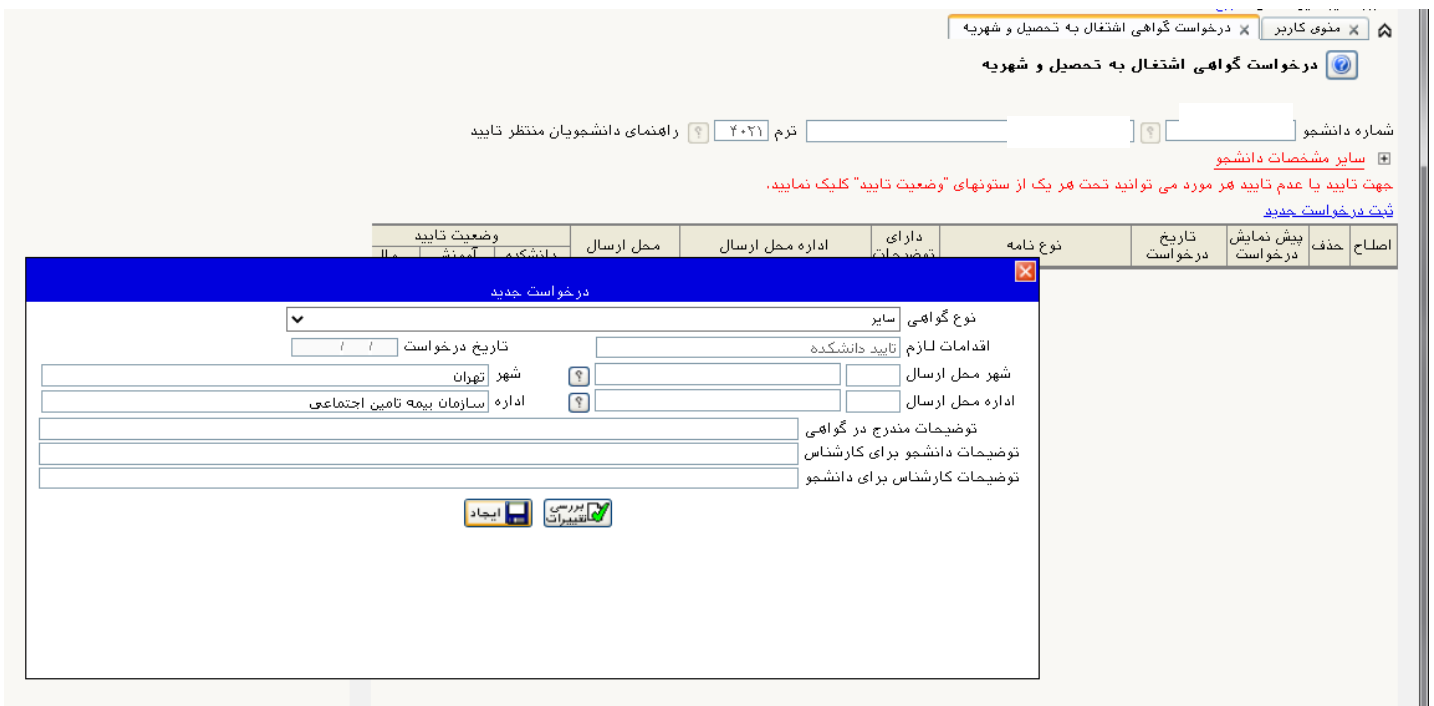 منوی کاربر
درخواست گواهی اشتغال به تحصیل و شهریه
درخواست گواهی اشتغال به تحصیل و شهریه
شماره دانشجو ترم ۴۰۲۱ راهنمای دانشجویان منتظر تایید
سایر مشخصات دانشجو
جهت تایید یا عدم تایید هر مورد می توانید تحت هر یک از ستونهای "وضعیت تایید" کلیک نمایید.
ثبت درخواست جدید
اصلاح حذف پیش نمایش درخواست تاریخ درخواست نوع نامه دارای توضیحات اداره محل ارسال محل ارسال وضعیت تایید
دانشکده آموزش
درخواست جدید
نوع گواهی سایر
اقدامات لازم تایید دانشکده تاریخ درخواست / /
شهر محل ارسال شهر تهران
اداره محل ارسال اداره سازمان بیمه تامین اجتماعی
توضیحات مندرج در گواهی
توضیحات دانشجو برای کارشناس
توضیحات کارشناس برای دانشجو
بررسی تغییرات ایجاد